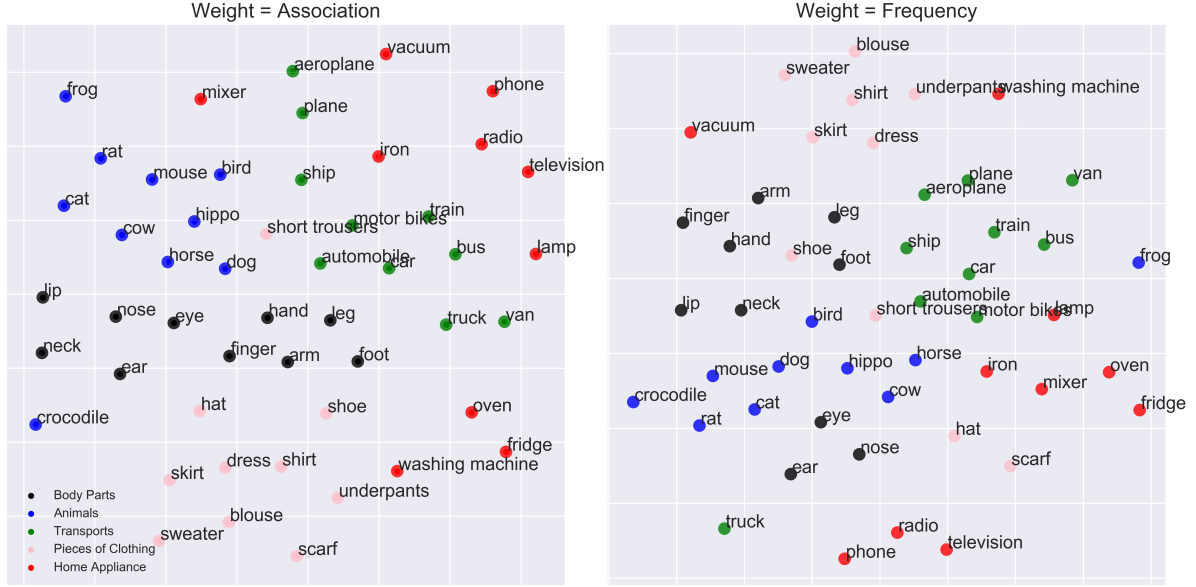 Weight = Association
vacuum
aeroplane
frog
mixer
phone
plane
radio
iron
rat
television
mouse
bird
ship
cat
hippo
train
motor bikes
short trousers
cow
horse
dog
automobile
car
bus
lamp
lip
nose
eye
hand
leg
truck
van
neck
ear
finger
arm
foot
hat
shoe
oven
crocodile
fridge
skirt
dress
shirt
washing machine
underpants
blouse
sweater
scarf
Body Parts
Animals
Transports
Pieces of Clothing
Home Appliance
Weight = Frequency
blouse
sweater
shirt
underpants
washing machine
vacuum
skirt
dress
plane
van
aeroplane
arm
finger
leg
hand
train
ship
bus
shoe
foot
frog
car
lip
neck
automobile
bird
short trousers
motor bikes
lamp
dog
hippo
horse
mouse
iron
oven
crocodile
cat
cow
mixer
fridge
rat
eye
hat
nose
scarf
ear
truck
radio
phone
television